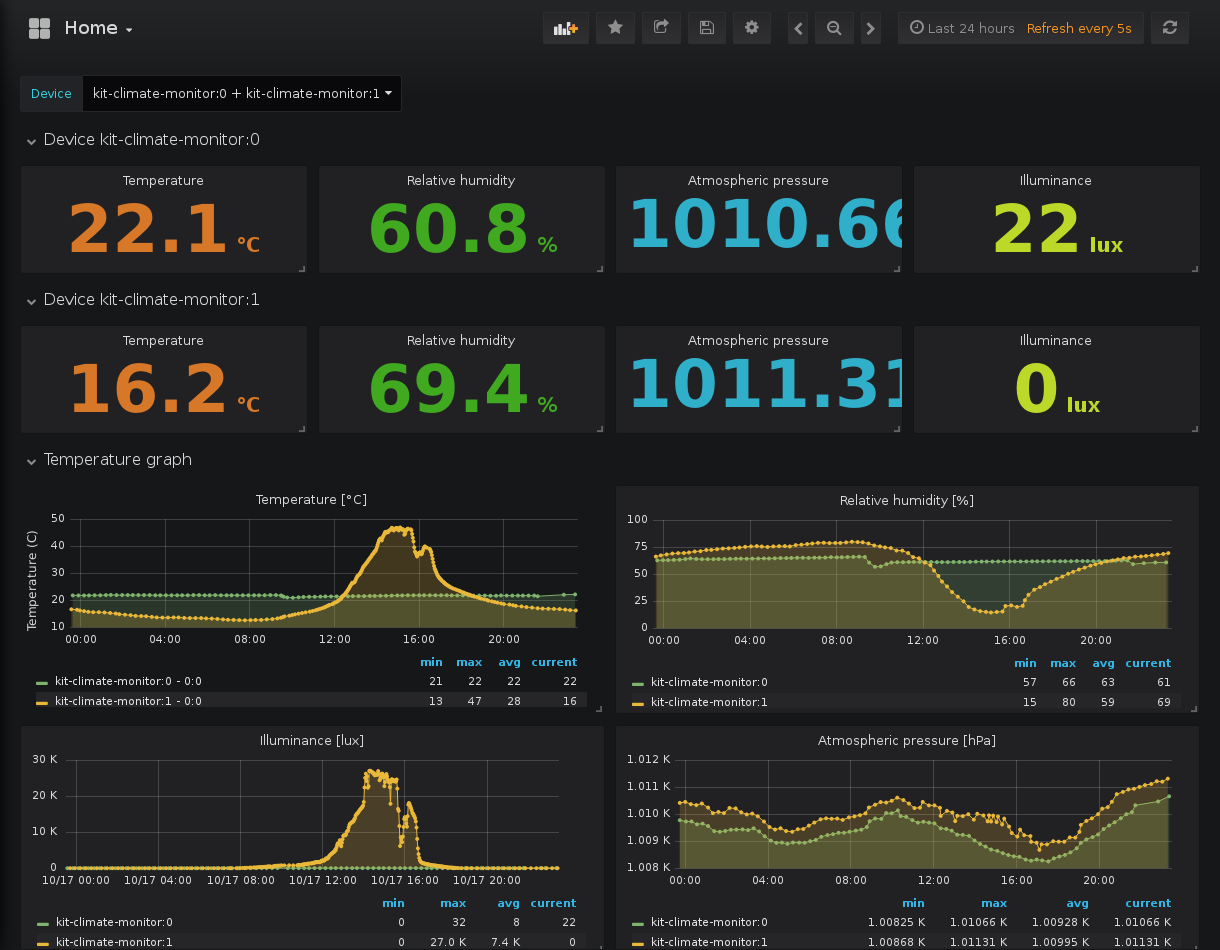 Home
Last 24 hours Refresh every 5s
Device kit-climate-monitor:0 + kit-climate-monitor:1
Device kit-climate-monitor:0
Temperature Relative humidity Atmospheric pressure Illuminance
22.1 °C 60.8 % 1010.66 22 lux
Device kit-climate-monitor:1
Temperature Relative humidity Atmospheric pressure Illuminance
16.2 °C 69.4 % 1011.31 0 lux
Temperature graph
Temperature [°C]
Temperature (C)
50
40
30
20
10
00:00 04:00 08:00 12:00 16:00 20:00
min max avg current
kit-climate-monitor:0 - 0:0 21 22 22 22
kit-climate-monitor:1 - 0:0 13 47 28 16
Relative humidity [%]
100
75
50
25
0
00:00 04:00 08:00 12:00 16:00 20:00
min max avg current
kit-climate-monitor:0 57 66 63 61
kit-climate-monitor:1 15 80 59 69
Illuminance [lux]
30 K
20 K
10 K
0
10/17 00:00 10/17 04:00 10/17 08:00 10/17 12:00 10/17 16:00 10/17 20:00
min max avg current
kit-climate-monitor:0 0 32 8 22
kit-climate-monitor:1 0 27.0 K 7.4 K 0
Atmospheric pressure [hPa]
1.012 K
1.011 K
1.010 K
1.009 K
1.008 K
00:00 04:00 08:00 12:00 16:00 20:00
min max avg current
kit-climate-monitor:0 1.00825 K 1.01066 K 1.00928 K 1.01066 K
kit-climate-monitor:1 1.00868 K 1.01131 K 1.00995 K 1.01131 K